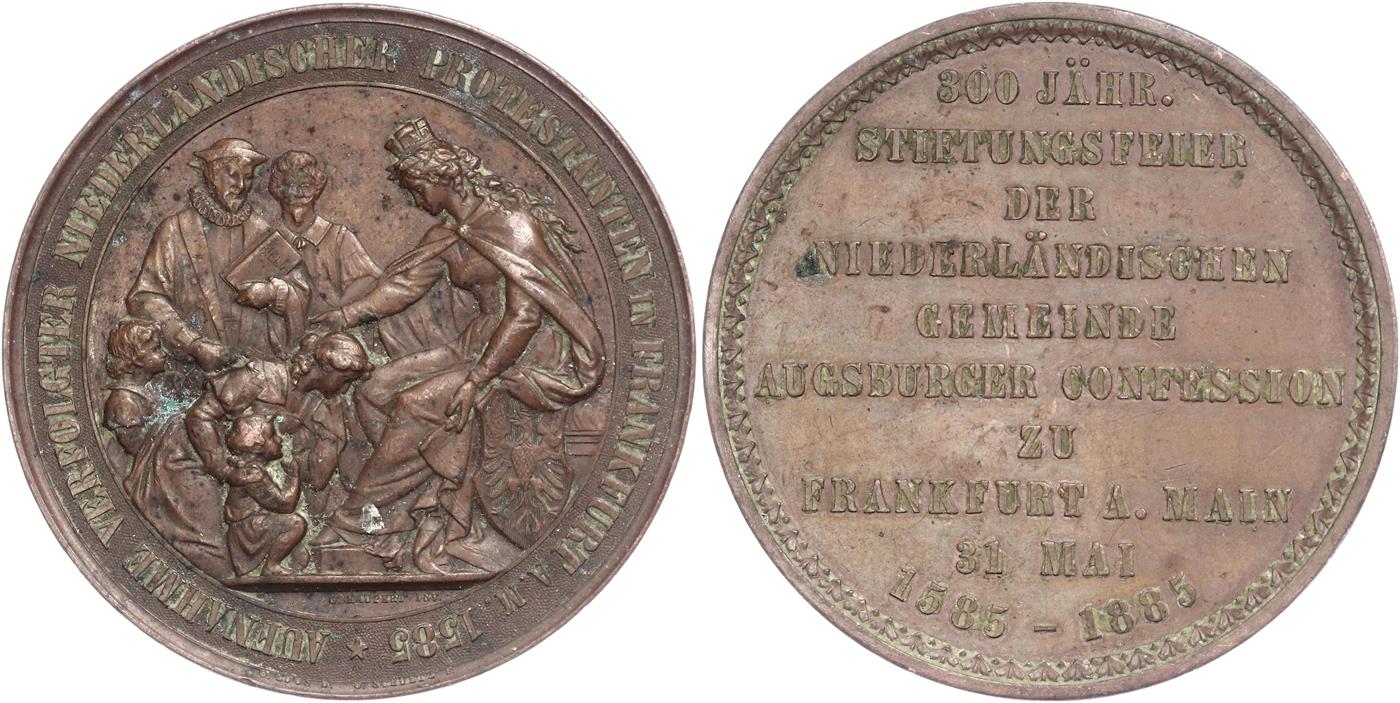 AUFNAHME VERFOLGTER NIEDERLÄNDISCHER PROTESTANTEN IN FRANKFURT A. M. 1585 ★
300 JÄHR.
STIFTUNGSFEIER
DER
NIEDERLÄNDISCHEN
GEMEINDE
AUGSBURGER CONFESSION
ZU
FRANKFURT A. MAIN
31 MAI
1585 – 1885